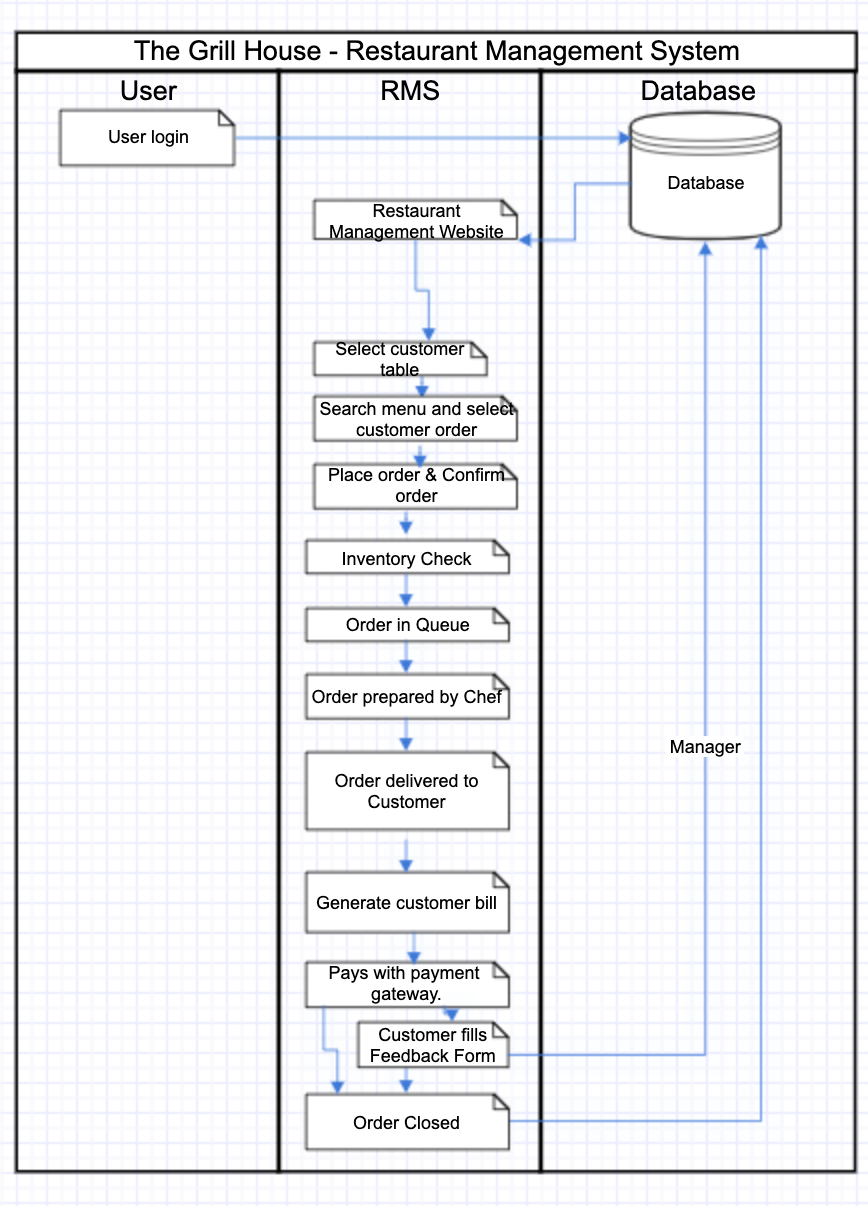 The Grill House - Restaurant Management System
User
RMS
Database
User login
Database
Restaurant
Management Website
Select customer
table
Search menu and select
customer order
Place order & Confirm
order
Inventory Check
Order in Queue
Order prepared by Chef
Manager
Order delivered to
Customer
Generate customer bill
Pays with payment
gateway.
Customer fills
Feedback Form
Order Closed